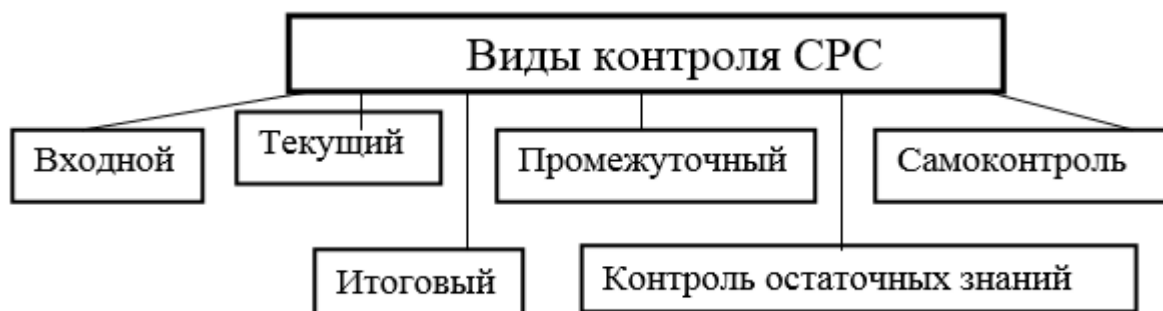 Виды контроля СРС
Входной
Текущий
Промежуточный
Самоконтроль
Итоговый
Контроль остаточных знаний